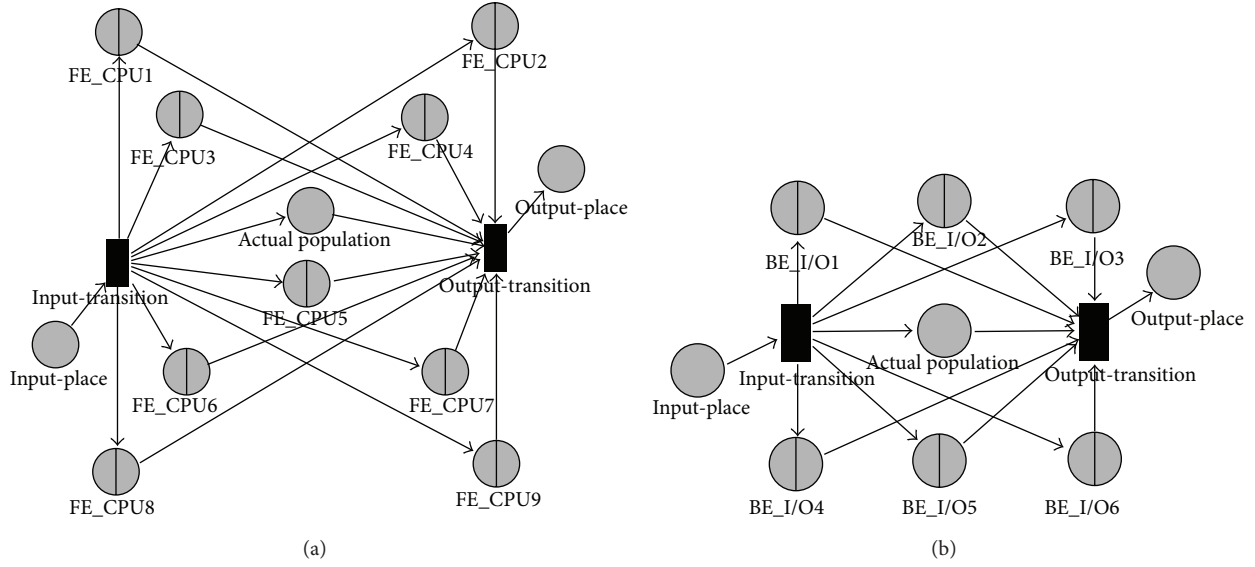 FE_CPU1
FE_CPU2
FE_CPU3
FE_CPU4
Output-place
Actual population
Input-transition
Output-transition
FE_CPU5
Input-place
FE_CPU6
FE_CPU7
FE_CPU8
FE_CPU9
(a)
BE_I/O1
BE_I/O2
BE_I/O3
Output-place
Actual population
Input-transition
Output-transition
Input-place
BE_I/O4
BE_I/O5
BE_I/O6
(b)